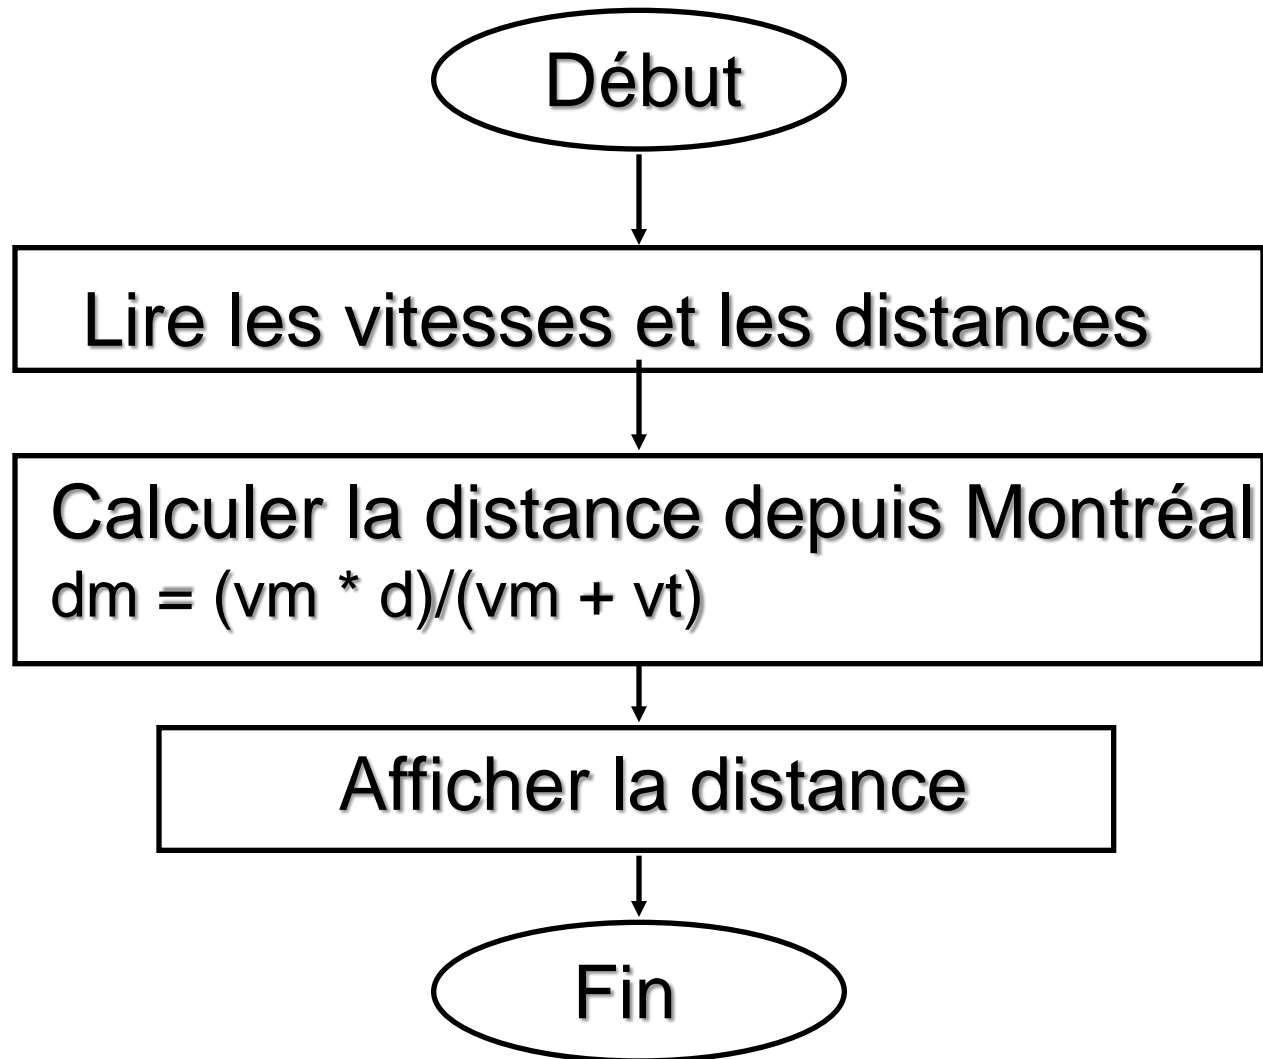 Début
Lire les vitesses et les distances
Calculer la distance depuis Montréal
dm = (vm * d)/(vm + vt)
Afficher la distance
Fin